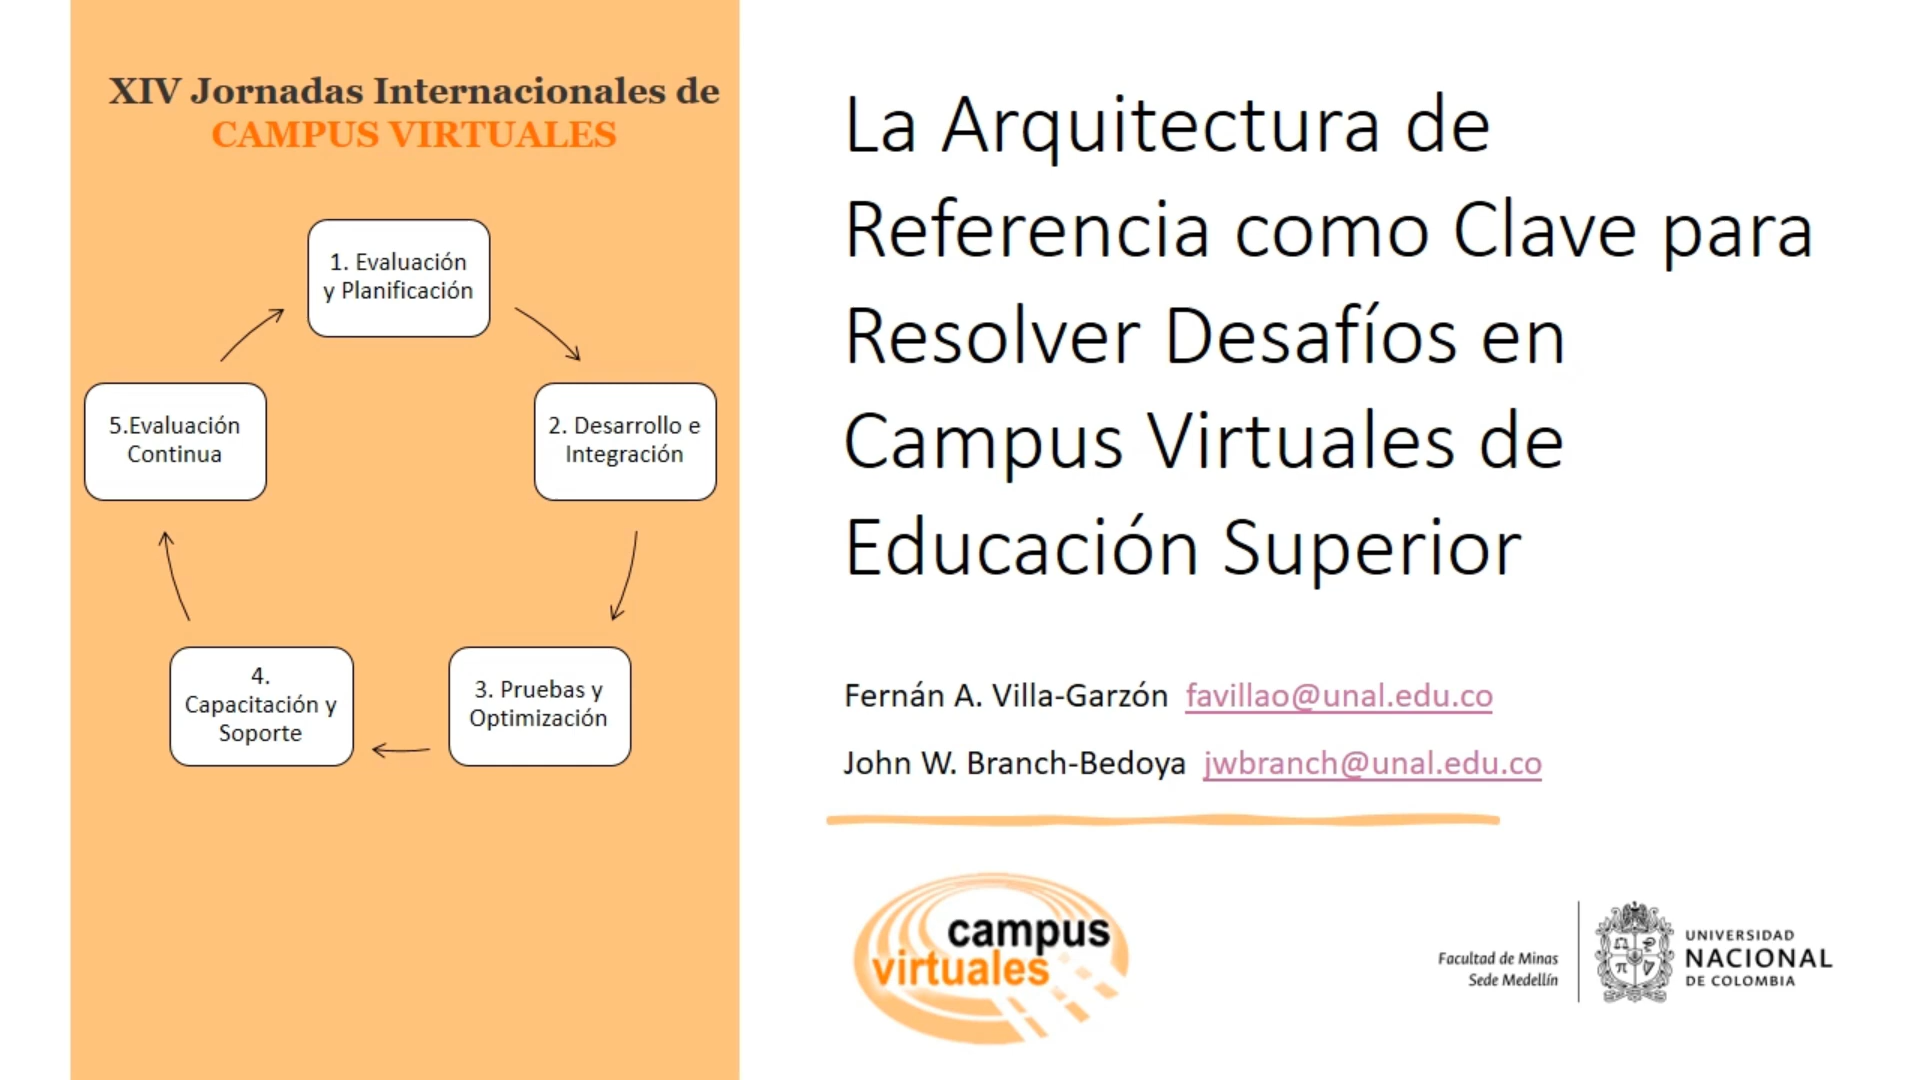 XIV Jornadas Internacionales de
CAMPUS VIRTUALES
1. Evaluación
y Planificación
2. Desarrollo e
Integración
3. Pruebas y
Optimización
4.
Capacitación y
Soporte
5.Evaluación
Continua
La Arquitectura de
Referencia como Clave para
Resolver Desafíos en
Campus Virtuales de
Educación Superior
Fernán A. Villa-Garzón favillao@unal.edu.co
John W. Branch-Bedoya jwbranch@unal.edu.co
campus
virtuales
Facultad de Minas
Sede Medellín
UNIVERSIDAD
NACIONAL
DE COLOMBIA